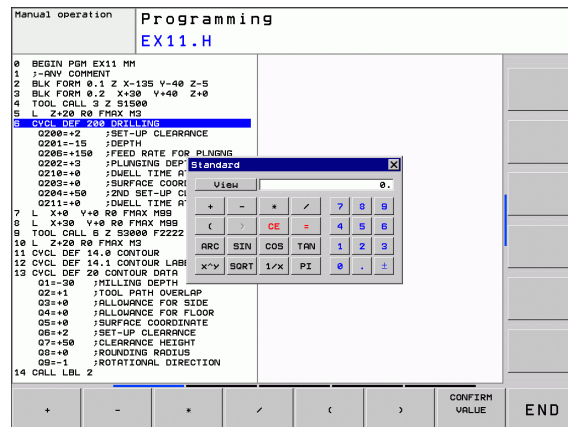 Manual operation
Programming
EX11.H
0 BEGIN PGM EX11 MM
1 ;-ANY COMMENT
2 BLK FORM 0.1 Z X-135 Y-40 Z-5
3 BLK FORM 0.2 X+30 Y+40 Z+0
4 TOOL CALL 3 Z S1500
5 L Z+20 R0 FMAX M3
6 CYCL DEF 200 DRILLING
Q200=+2 ;SET-UP CLEARANCE
Q201=-15 ;DEPTH
Q206=+150 ;FEED RATE FOR PLNGNG
Q202=+3 ;PLUNGING DEP
Q210=+0 ;DWELL TIME A
Q203=+0 ;SURFACE COOR
Q204=+50 ;2ND SET-UP CL
Q211=+0 ;DWELL TIME A
7 L X+0 Y+0 R0 FMAX M99
8 L X+30 Y+0 R0 FMAX M99
9 TOOL CALL 6 Z S3000 F2222
10 L Z+20 R0 FMAX M3
11 CYCL DEF 14.0 CONTOUR
12 CYCL DEF 14.1 CONTOUR LABE
13 CYCL DEF 20 CONTOUR DATA
Q1=-30 ;MILLING DEPTH
Q2=+1 ;TOOL PATH OVERLAP
Q3=+0 ;ALLOWANCE FOR SIDE
Q4=+0 ;ALLOWANCE FOR FLOOR
Q5=+0 ;SURFACE COORDINATE
Q6=+2 ;SET-UP CLEARANCE
Q7=+50 ;CLEARANCE HEIGHT
Q8=+0 ;ROUNDING RADIUS
Q9=-1 ;ROTATIONAL DIRECTION
14 CALL LBL 2
Standard X
View 0.
+ - * / 7 8 9
( ) CE = 4 5 6
ARC SIN COS TAN 1 2 3
X^Y SQRT 1/X PI 0 . ±
+ - * / ( ) CONFIRM VALUE END